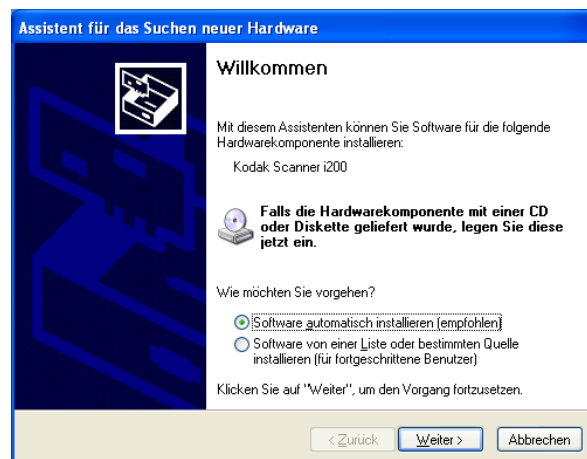 Assistent für das Suchen neuer Hardware
Willkommen
Mit diesem Assistenten können Sie Software für die folgende
Hardwarekomponente installieren:
Kodak Scanner i200
Falls die Hardwarekomponente mit einer CD
oder Diskette geliefert wurde, legen Sie diese
jetzt ein.
Wie möchten Sie vorgehen?
Software automatisch installieren (empfohlen)
Software von einer Liste oder bestimmten Quelle
installieren (für fortgeschrittene Benutzer)
Klicken Sie auf "Weiter", um den Vorgang fortzusetzen.
< Zurück Weiter > Abbrechen